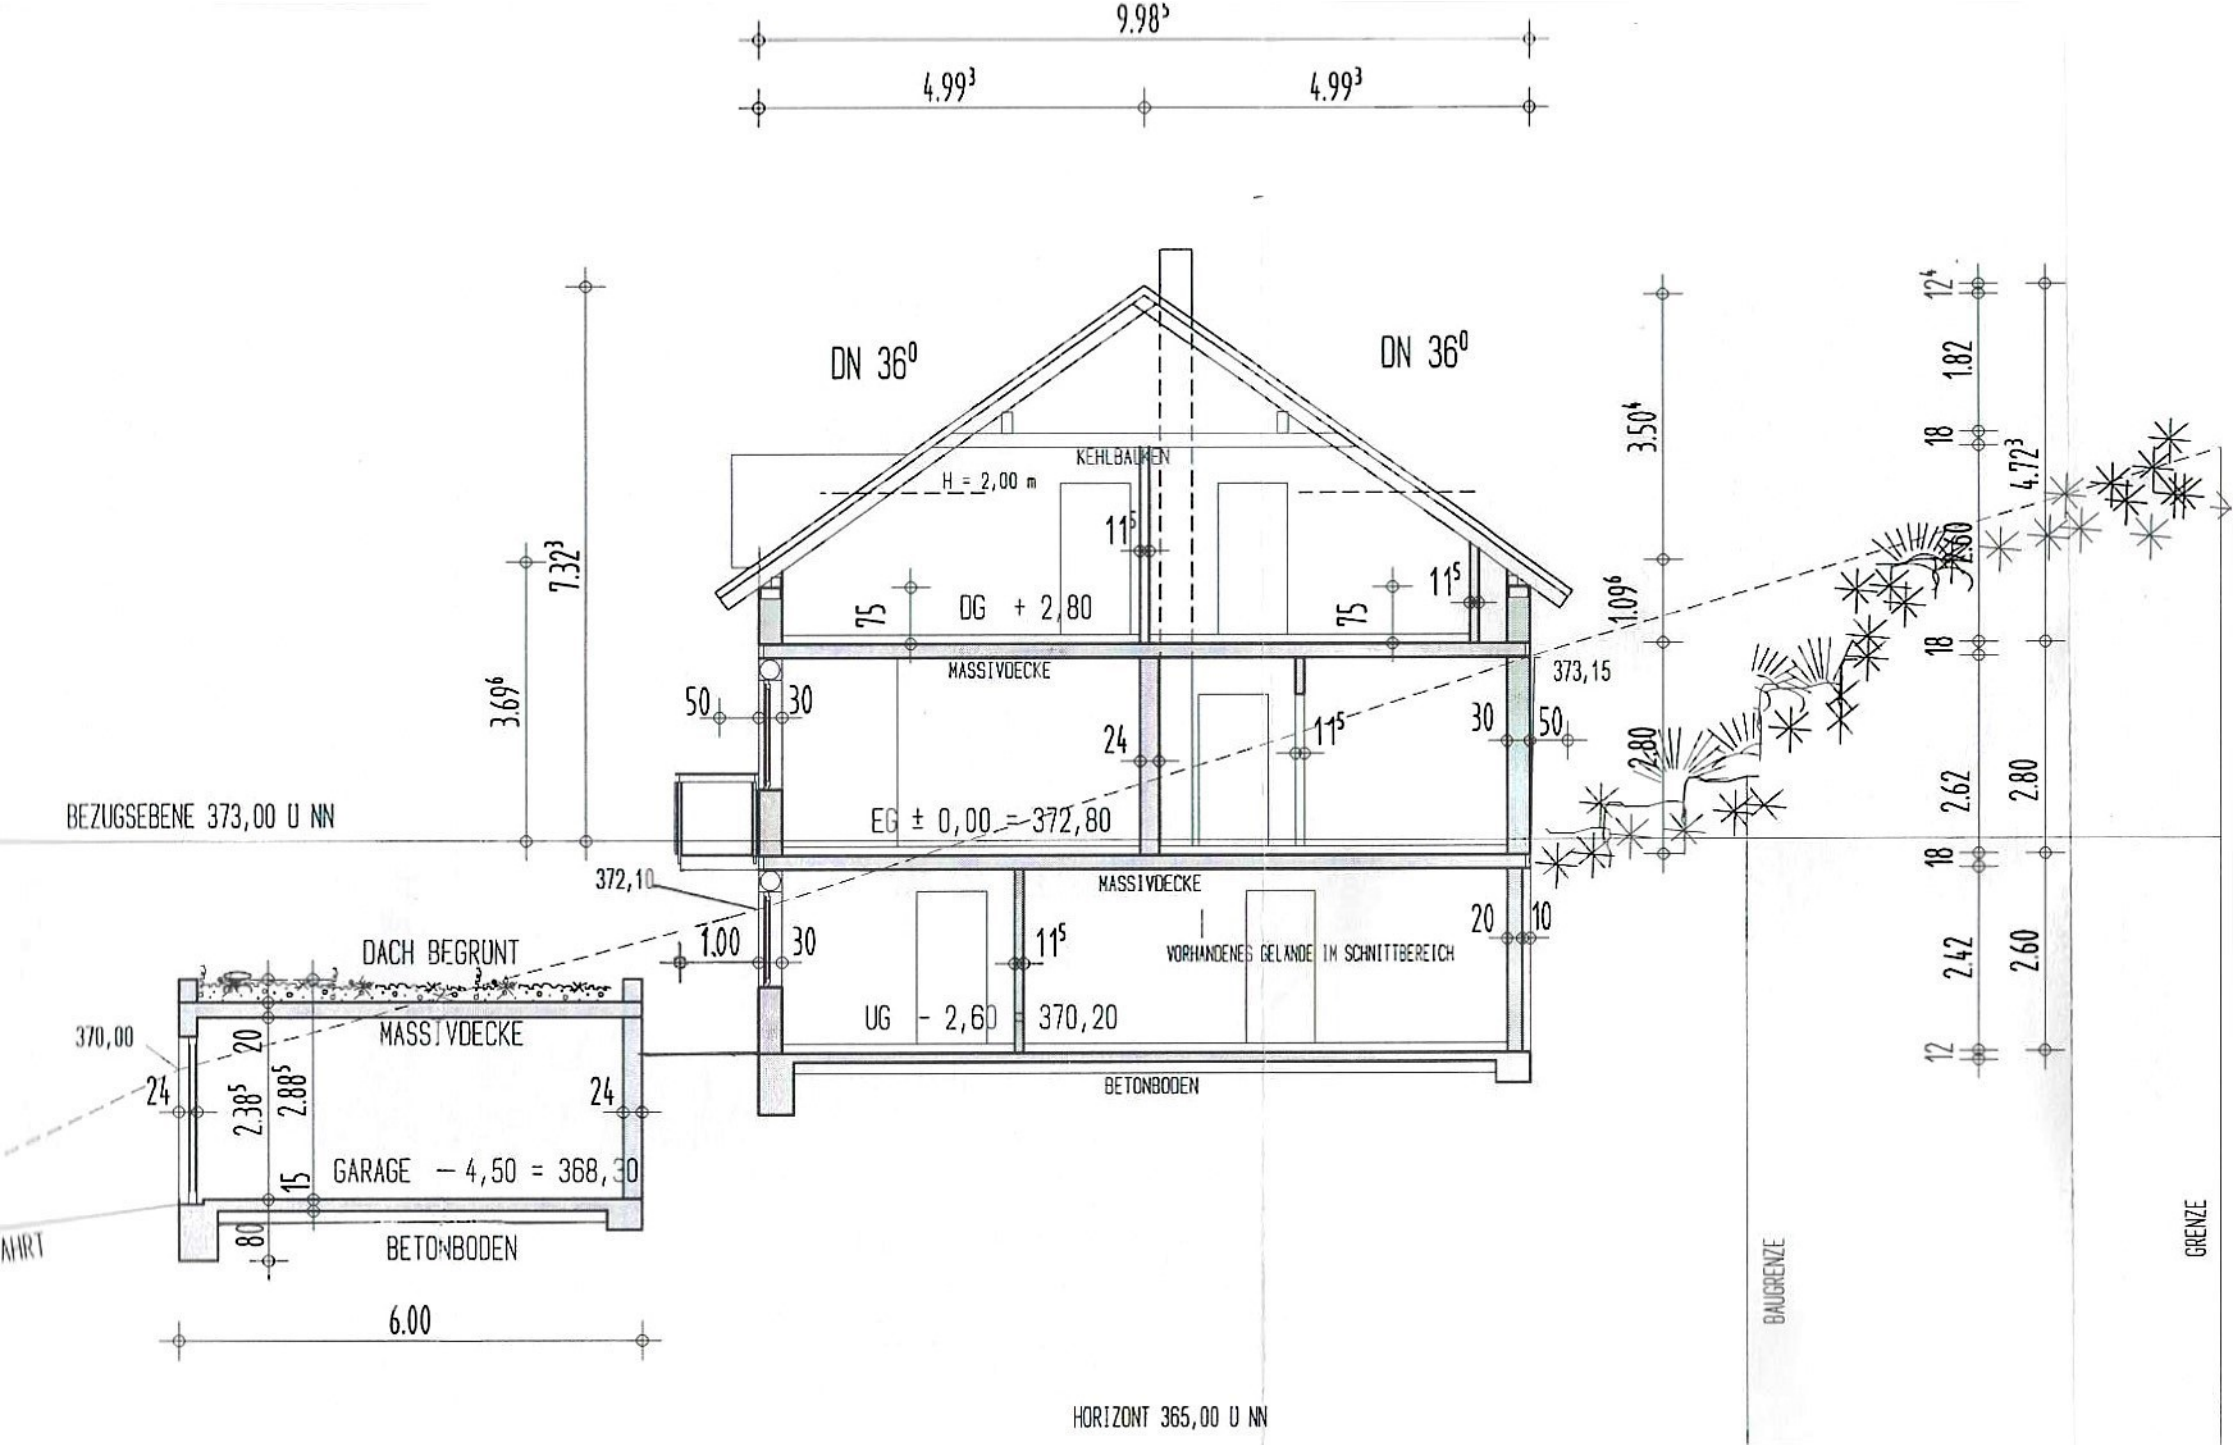 9.98⁵
4.99³ 4.99³
DN 36⁰ DN 36⁰
12⁴
1.82
3.50⁴
18
4.72³
KEHLBALKEN
H = 2,00 m
11⁵
2.60
7.32³
11⁵
1.09⁶
75 DG + 2,80 75
18
MASSIVDECKE
373,15
3.69⁶
50 30
30 50
24 11⁵
2.80
2.62
2.80
BEZUGSEBENE 373,00 Ü NN
EG ± 0,00 = 372,80
18
372,10
MASSIVDECKE
20 10
1.00 30 11⁵
DACH BEGRÜNT
VORHANDENES GELÄNDE IM SCHNITTBEREICH
2.42
2.60
370,00
20
MASSIVDECKE
UG - 2,60 = 370,20
12
BETONBODEN
24
2.38⁵
2.88⁵
24
15
GARAGE - 4,50 = 368,30
80
AHRT
BETONBODEN
BAUGRENZE
GRENZE
6.00
HORIZONT 365,00 Ü NN